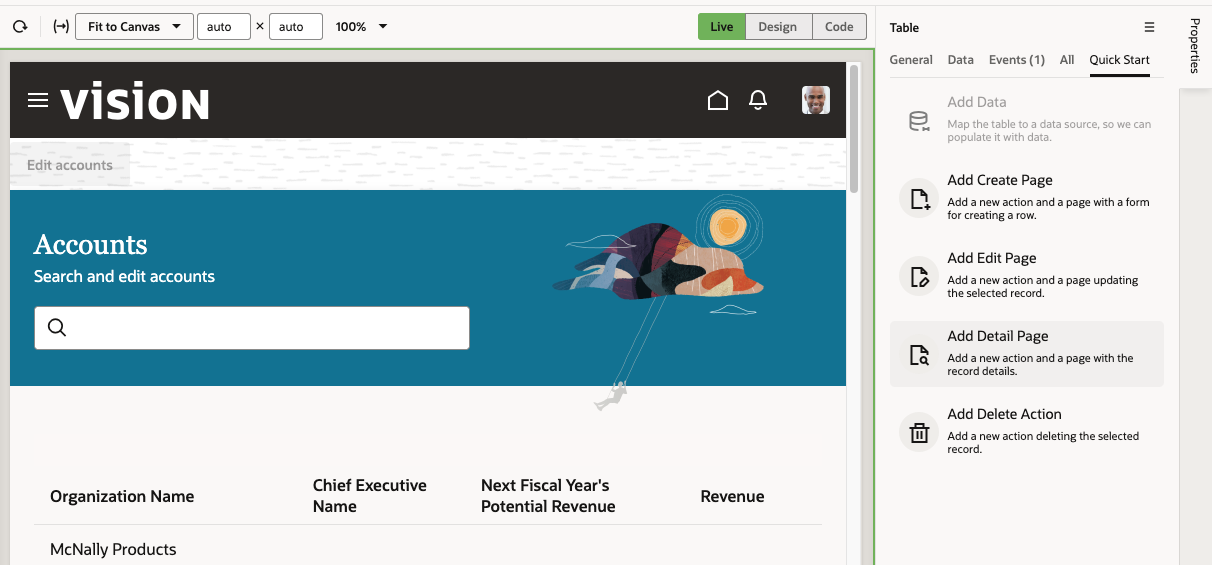 Fit to Canvas auto × auto 100% Live Design Code
vision
Edit accounts
Accounts
Search and edit accounts
Organization Name Chief Executive Name Next Fiscal Year's Potential Revenue Revenue
McNally Products
Table
General Data Events (1) All Quick Start
Add Data
Map the table to a data source, so we can
populate it with data.
Add Create Page
Add a new action and a page with a form
for creating a row.
Add Edit Page
Add a new action and a page updating
the selected record.
Add Detail Page
Add a new action and a page with the
record details.
Add Delete Action
Add a new action deleting the selected
record.
Properties